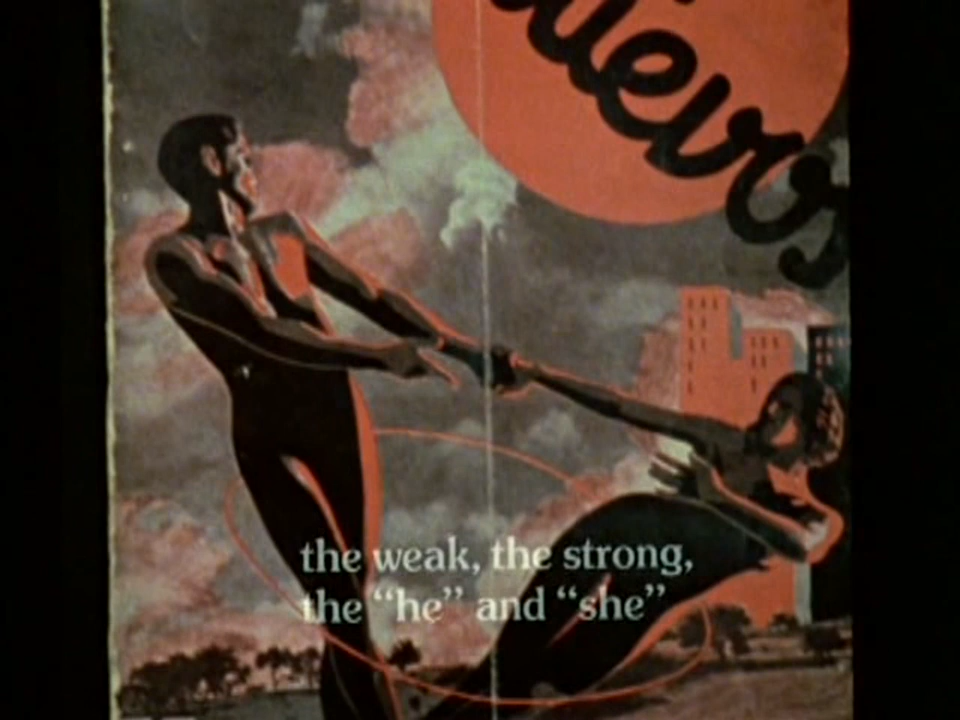 the weak, the strong,
the “he” and “she”